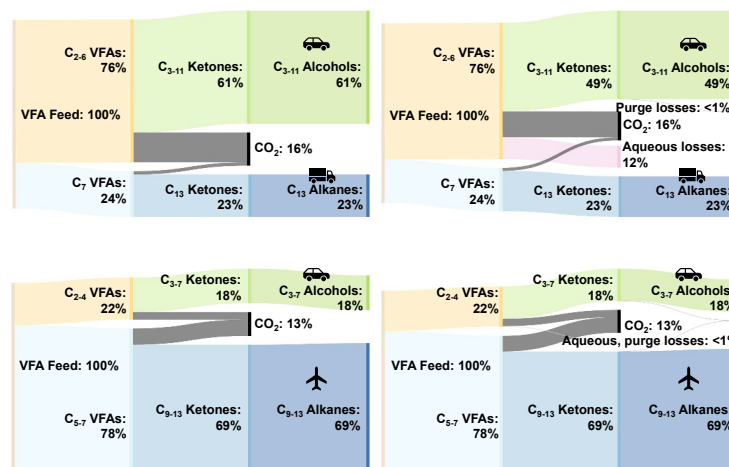 C2-6 VFAs:
76%
C3-11 Ketones:
61%
C3-11 Alcohols:
61%
VFA Feed: 100%
CO2: 16%
C7 VFAs:
24%
C13 Ketones:
23%
C13 Alkanes:
23%
C2-6 VFAs:
76%
C3-11 Ketones:
49%
C3-11 Alcohols:
49%
VFA Feed: 100%
Purge losses: <1%
CO2: 16%
Aqueous losses:
12%
C7 VFAs:
24%
C13 Ketones:
23%
C13 Alkanes:
23%
C2-4 VFAs:
22%
C3-7 Ketones:
18%
C3-7 Alcohols:
18%
CO2: 13%
VFA Feed: 100%
C5-7 VFAs:
78%
C9-13 Ketones:
69%
C9-13 Alkanes:
69%
C2-4 VFAs:
22%
C3-7 Ketones:
18%
C3-7 Alcohols:
18%
CO2: 13%
Aqueous, purge losses: <1%
VFA Feed: 100%
C5-7 VFAs:
78%
C9-13 Ketones:
69%
C9-13 Alkanes:
69%